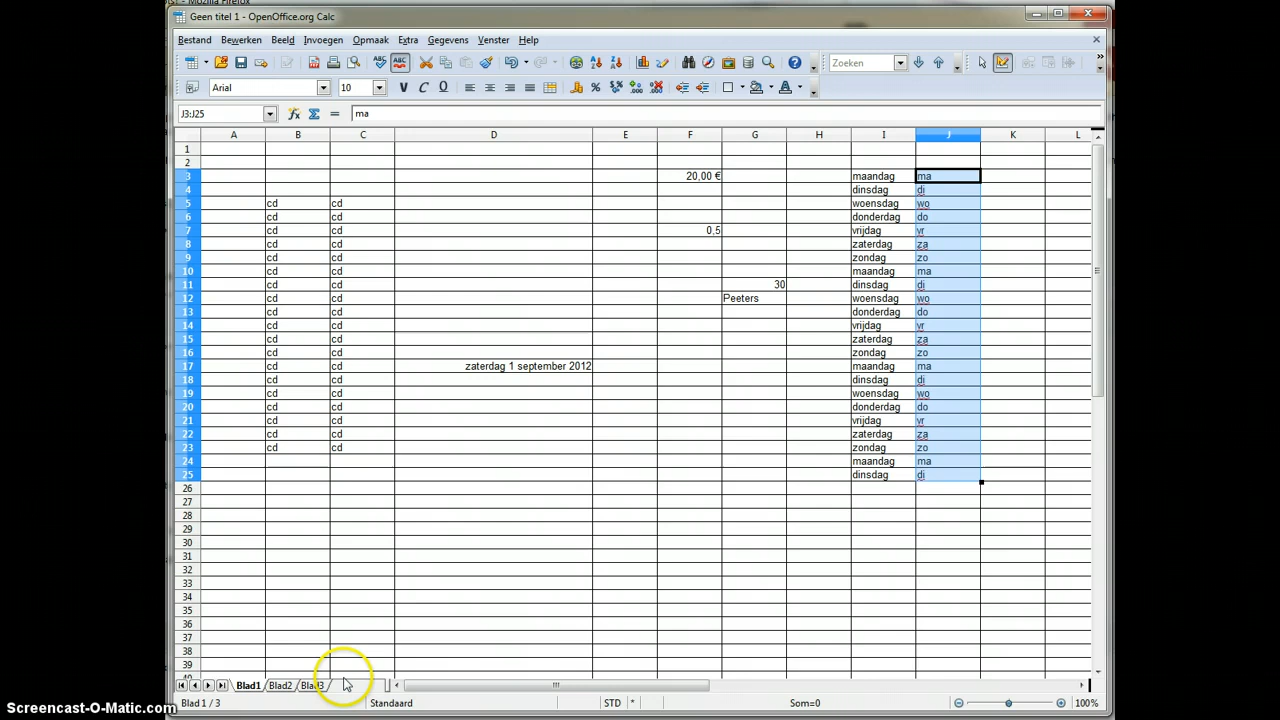 Mozilla Firefox
Geen titel 1 - OpenOffice.org Calc
Bestand Bewerken Beeld Invoegen Opmaak Extra Gegevens Venster Help
Zoeken
Arial 10
J3:J25 ma
A B C D E F G H I J K L
1
2
3 20,00 € maandag ma
4 dinsdag di
5 cd cd woensdag wo
6 cd cd donderdag do
7 cd cd 0,5 vrijdag vr
8 cd cd zaterdag za
9 cd cd zondag zo
10 cd cd maandag ma
11 cd cd 30 dinsdag di
12 cd cd Peeters woensdag wo
13 cd cd donderdag do
14 cd cd vrijdag vr
15 cd cd zaterdag za
16 cd cd zondag zo
17 cd cd zaterdag 1 september 2012 maandag ma
18 cd cd dinsdag di
19 cd cd woensdag wo
20 cd cd donderdag do
21 cd cd vrijdag vr
22 cd cd zaterdag za
23 cd cd zondag zo
24 maandag ma
25 dinsdag di
26
27
28
29
30
31
32
33
34
35
36
37
38
39
Blad1 Blad2 Blad3
Blad 1 / 3 Standaard STD * Som=0 100%
Screencast-O-Matic.com